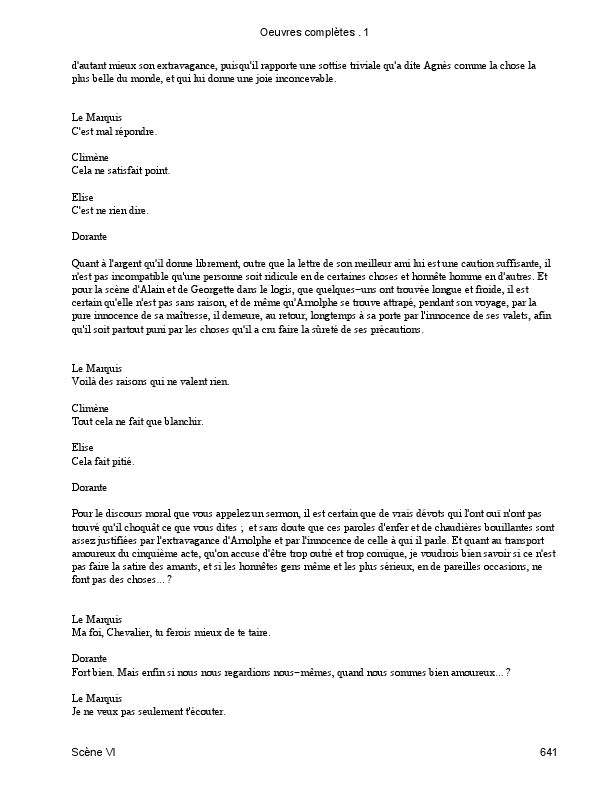 Oeuvres complètes . 1
d'autant mieux son extravagance, puisqu'il rapporte une sottise triviale qu'a dite Agnès comme la chose la
plus belle du monde, et qui lui donne une joie inconcevable.
Le Marquis
C'est mal répondre.
Climène
Cela ne satisfait point.
Elise
C'est ne rien dire.
Dorante
Quant à l'argent qu'il donne librement, outre que la lettre de son meilleur ami lui est une caution suffisante, il
n'est pas incompatible qu'une personne soit ridicule en de certaines choses et honnête homme en d'autres. Et
pour la scène d'Alain et de Georgette dans le logis, que quelques-uns ont trouvée longue et froide, il est
certain qu'elle n'est pas sans raison, et de même qu'Arnolphe se trouve attrapé, pendant son voyage, par la
pure innocence de sa maîtresse, il demeure, au retour, longtemps à sa porte par l'innocence de ses valets, afin
qu'il soit partout puni par les choses qu'il a cru faire la sûreté de ses précautions.
Le Marquis
Voilà des raisons qui ne valent rien.
Climène
Tout cela ne fait que blanchir.
Elise
Cela fait pitié.
Dorante
Pour le discours moral que vous appelez un sermon, il est certain que de vrais dévots qui l'ont ouï n'ont pas
trouvé qu'il choquât ce que vous dites ; et sans doute que ces paroles d'enfer et de chaudières bouillantes sont
assez justifiées par l'extravagance d'Arnolphe et par l'innocence de celle à qui il parle. Et quant au transport
amoureux du cinquième acte, qu'on accuse d'être trop outré et trop comique, je voudrois bien savoir si ce n'est
pas faire la satire des amants, et si les honnêtes gens même et les plus sérieux, en de pareilles occasions, ne
font pas des choses... ?
Le Marquis
Ma foi, Chevalier, tu ferois mieux de te taire.
Dorante
Fort bien. Mais enfin si nous nous regardions nous-mêmes, quand nous sommes bien amoureux... ?
Le Marquis
Je ne veux pas seulement t'écouter.
Scène VI 641